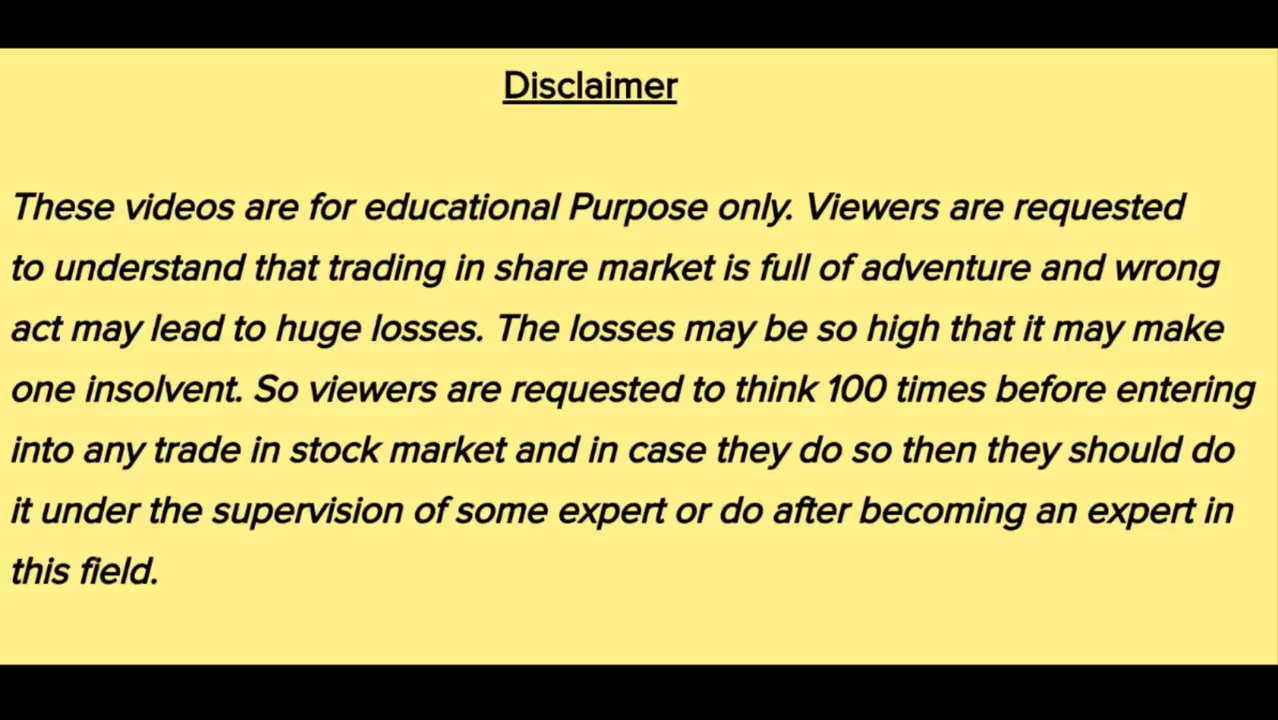 Disclaimer
These videos are for educational Purpose only. Viewers are requested
to understand that trading in share market is full of adventure and wrong
act may lead to huge losses. The losses may be so high that it may make
one insolvent. So viewers are requested to think 100 times before entering
into any trade in stock market and in case they do so then they should do
it under the supervision of some expert or do after becoming an expert in
this field.